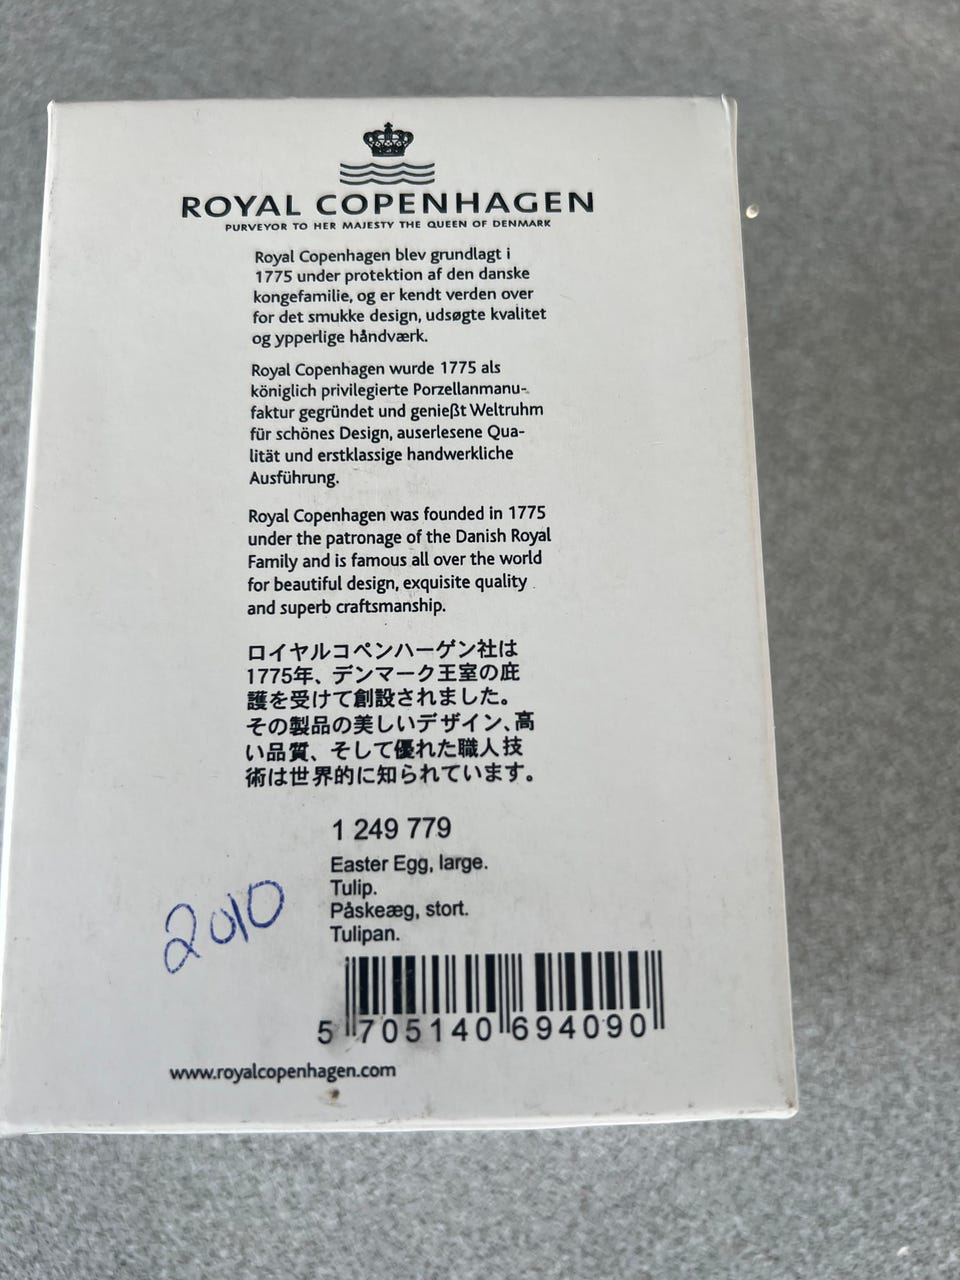 ROYAL COPENHAGEN
PURVEYOR TO HER MAJESTY THE QUEEN OF DENMARK
Royal Copenhagen blev grundlagt i
1775 under protektion af den danske
kongefamilie, og er kendt verden over
for det smukke design, udsøgte kvalitet
og ypperlige håndværk.
Royal Copenhagen wurde 1775 als
königlich privilegierte Porzellanmanu-
faktur gegründet und genießt Weltruhm
für schönes Design, auserlesene Qua-
lität und erstklassige handwerkliche
Ausführung.
Royal Copenhagen was founded in 1775
under the patronage of the Danish Royal
Family and is famous all over the world
for beautiful design, exquisite quality
and superb craftsmanship.
ロイヤルコペンハーゲン社は
1775年、デンマーク王室の庇
護を受けて創設されました。
その製品の美しいデザイン、高
い品質、そして優れた職人技
術は世界的に知られています。
1 249 779
Easter Egg, large.
Tulip.
Påskeæg, stort.
Tulipan.
2010
5 705140 694090
www.royalcopenhagen.com